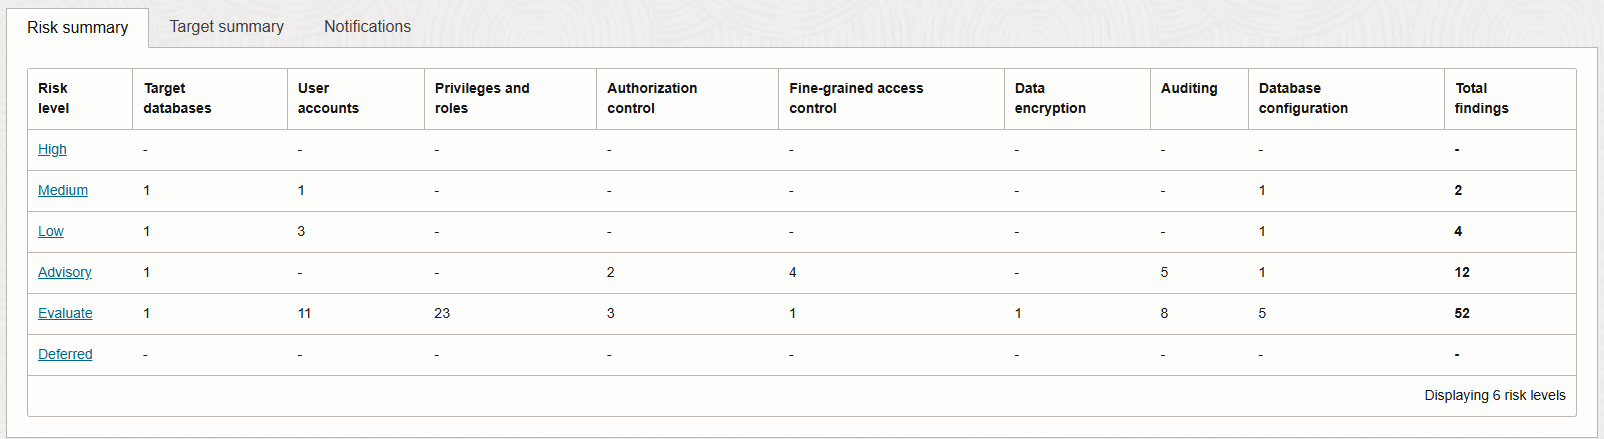 Risk summary Target summary Notifications
Risk level Target databases User accounts Privileges and roles Authorization control Fine-grained access control Data encryption Auditing Database configuration Total findings
High - - - - - - - - -
Medium 1 1 - - - - - 1 2
Low 1 3 - - - - - 1 4
Advisory 1 - - 2 4 - 5 1 12
Evaluate 1 11 23 3 1 1 8 5 52
Deferred - - - - - - - - -
Displaying 6 risk levels